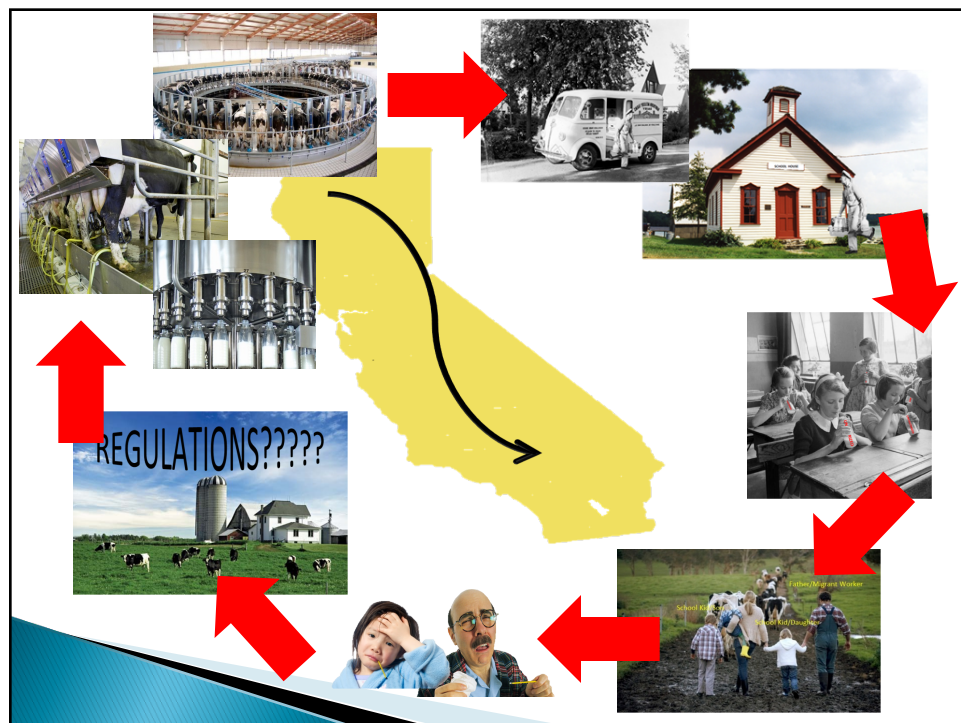 SCHOOL HOUSE
REGULATIONS?????
Father/Migrant Worker
School Kid/Son
School Kid/Daughter